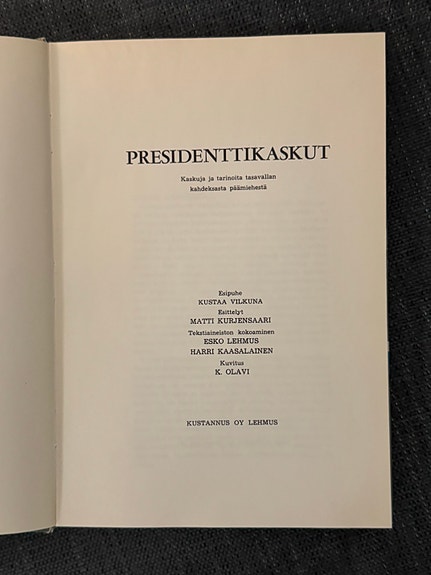 PRESIDENTTIKASKUT
Kaskuja ja tarinoita tasavallan
kahdeksasta päämiehestä
Esipuhe
KUSTAA VILKUNA
Esittelyt
MATTI KURJENSAARI
Tekstiaineiston kokoaminen
ESKO LEHMUS
HARRI KAASALAINEN
Kuvitus
K. OLAVI
KUSTANNUS OY LEHMUS